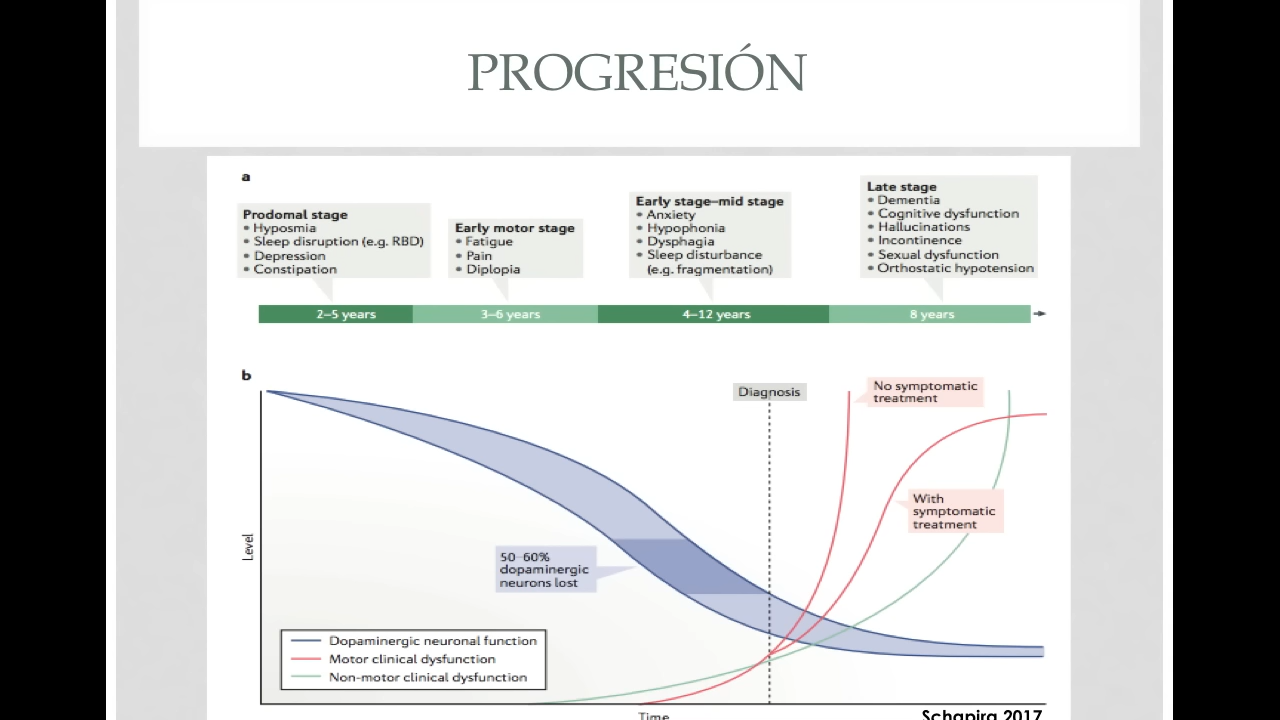 PROGRESIÓN
a
Prodomal stage
• Hyposmia
• Sleep disruption (e.g. RBD)
• Depression
• Constipation
Early motor stage
• Fatigue
• Pain
• Diplopia
Early stage–mid stage
• Anxiety
• Hypophonia
• Dysphagia
• Sleep disturbance
(e.g. fragmentation)
Late stage
• Dementia
• Cognitive dysfunction
• Hallucinations
• Incontinence
• Sexual dysfunction
• Orthostatic hypotension
2–5 years
3–6 years
4–12 years
8 years
b
Diagnosis
No symptomatic
treatment
With
symptomatic
treatment
50–60%
dopaminergic
neurons lost
Level
Dopaminergic neuronal function
Motor clinical dysfunction
Non-motor clinical dysfunction
Time
Schapira 2017